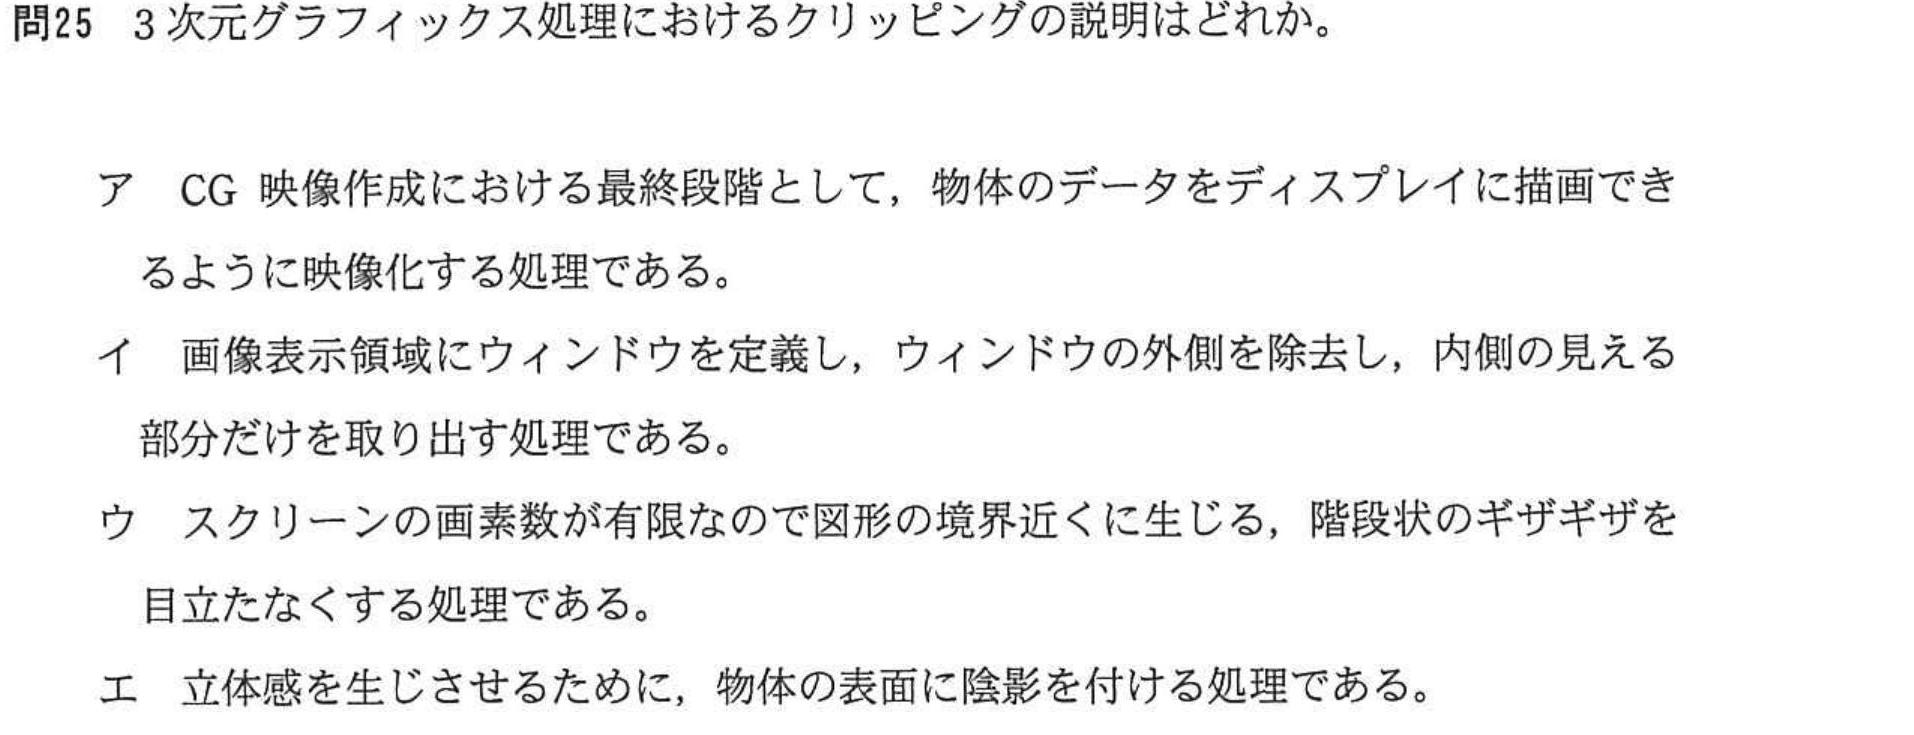 問25 3次元グラフィックス処理におけるクリッピングの説明はどれか。
ア CG 映像作成における最終段階として，物体のデータをディスプレイに描画でき
るように映像化する処理である。
イ 画像表示領域にウィンドウを定義し，ウィンドウの外側を除去し，内側の見える
部分だけを取り出す処理である。
ウ スクリーンの画素数が有限なので図形の境界近くに生じる，階段状のギザギザを
目立たなくする処理である。
エ 立体感を生じさせるために，物体の表面に陰影を付ける処理である。